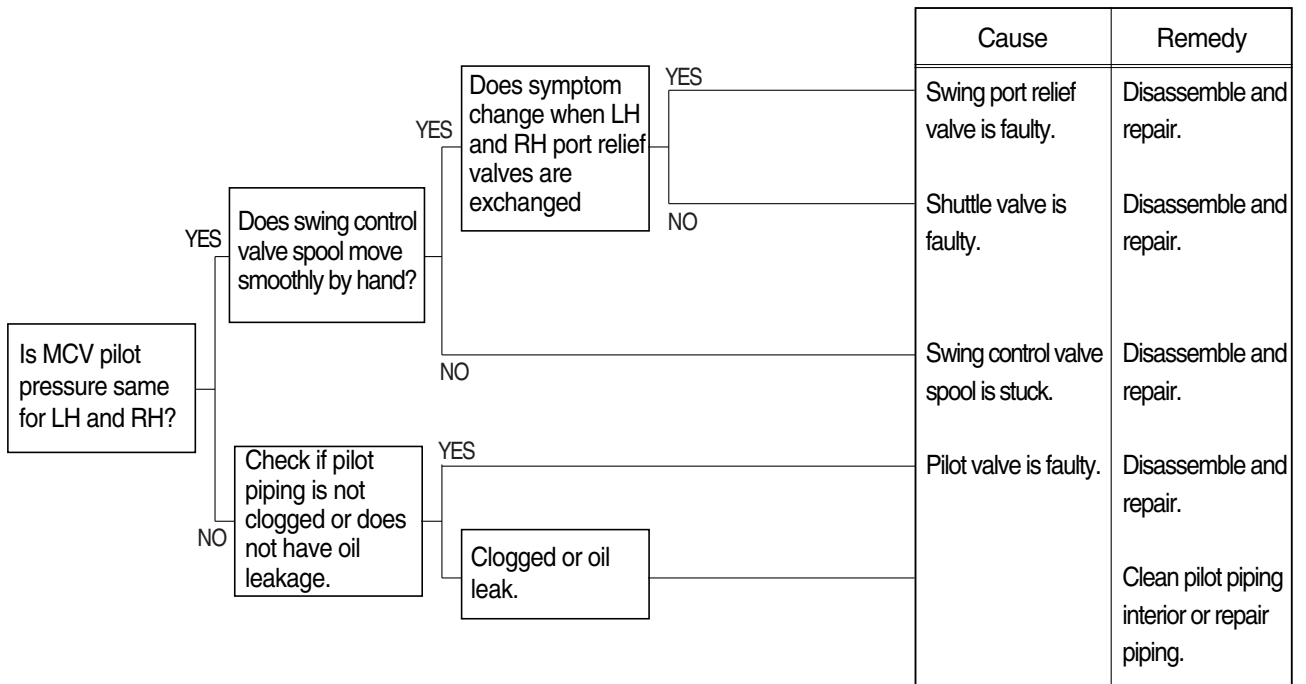 Is MCV pilot
pressure same
for LH and RH?
YES
Does swing control
valve spool move
smoothly by hand?
YES
Does symptom
change when LH
and RH port relief
valves are
exchanged
YES
NO
NO
NO
Check if pilot
piping is not
clogged or does
not have oil
leakage.
YES
Clogged or oil
leak.
Cause
Remedy
Swing port relief
valve is faulty.
Disassemble and
repair.
Shuttle valve is
faulty.
Disassemble and
repair.
Swing control valve
spool is stuck.
Disassemble and
repair.
Pilot valve is faulty.
Disassemble and
repair.
Clean pilot piping
interior or repair
piping.